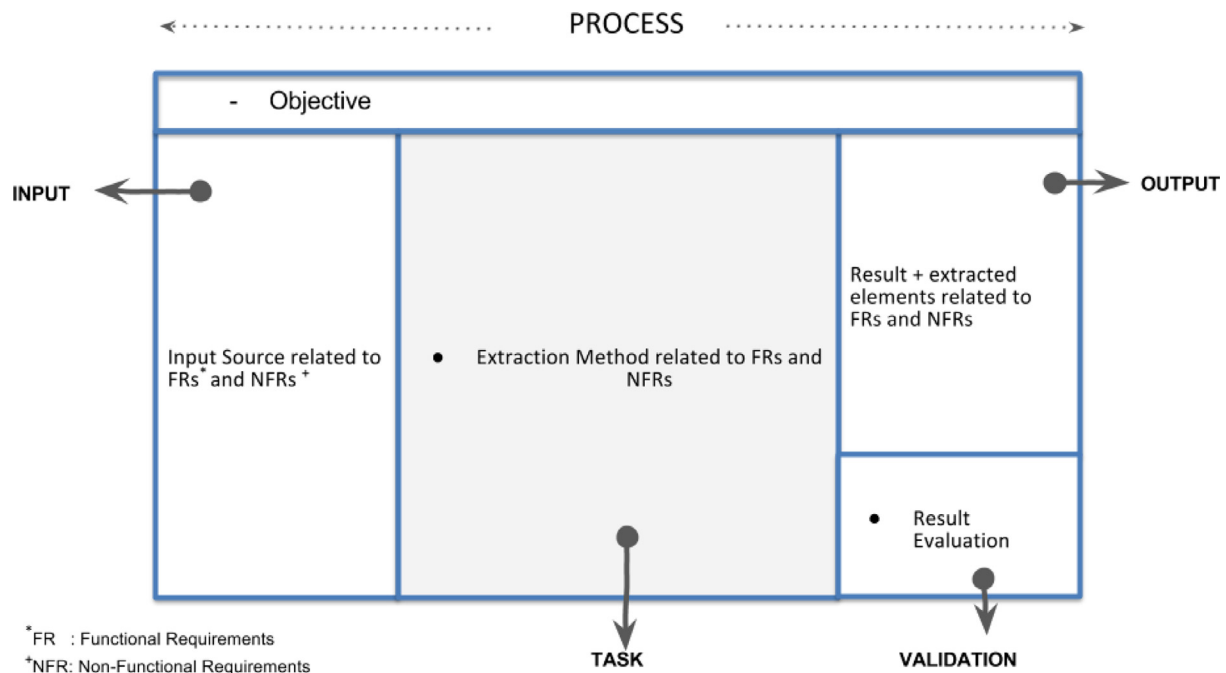 PROCESS
- Objective
INPUT
OUTPUT
Input Source related to
FRs* and NFRs +
● Extraction Method related to FRs and
NFRs
Result + extracted
elements related to
FRs and NFRs
● Result
Evaluation
*FR : Functional Requirements
+NFR: Non-Functional Requirements
TASK
VALIDATION